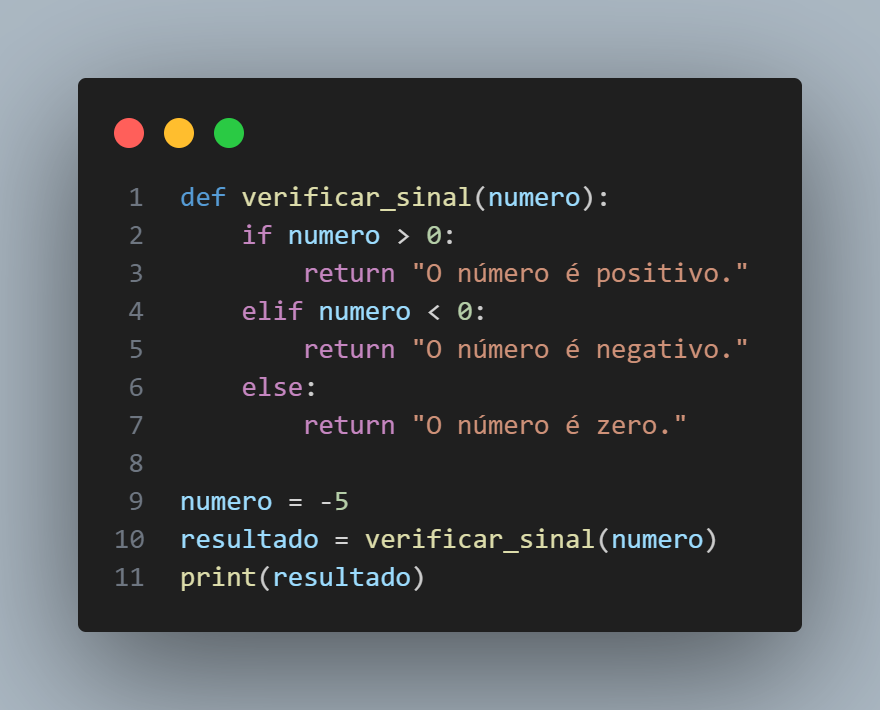 1 def verificar_sinal(numero):
2     if numero > 0:
3         return "O número é positivo."
4     elif numero < 0:
5         return "O número é negativo."
6     else:
7         return "O número é zero."
8
9 numero = -5
10 resultado = verificar_sinal(numero)
11 print(resultado)